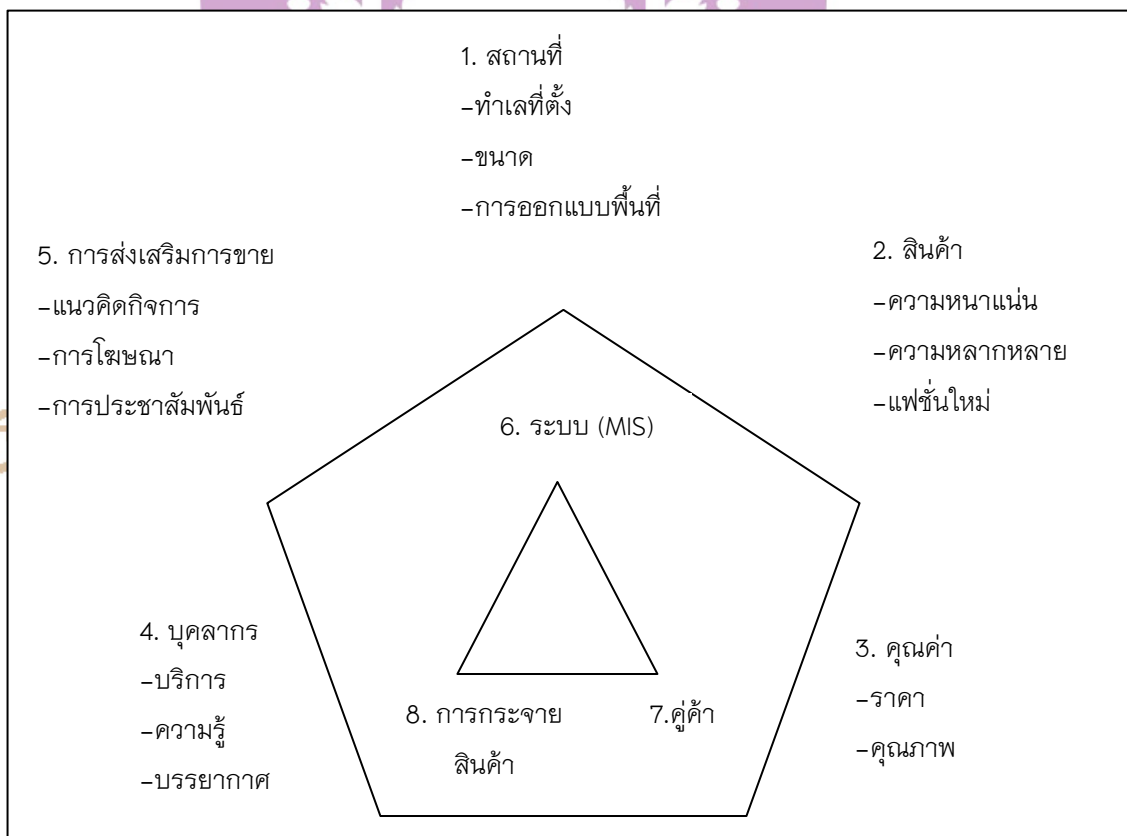 1. สถานที่
-ทำเลที่ตั้ง
-ขนาด
-การออกแบบพื้นที่
5. การส่งเสริมการขาย
-แนวคิดกิจการ
-การโฆษณา
-การประชาสัมพันธ์
2. สินค้า
-ความหนาแน่น
-ความหลากหลาย
-แฟชั่นใหม่
6. ระบบ (MIS)
4. บุคลากร
-บริการ
-ความรู้
-บรรยากาศ
8. การกระจาย
สินค้า
7.คู่ค้า
3. คุณค่า
-ราคา
-คุณภาพ